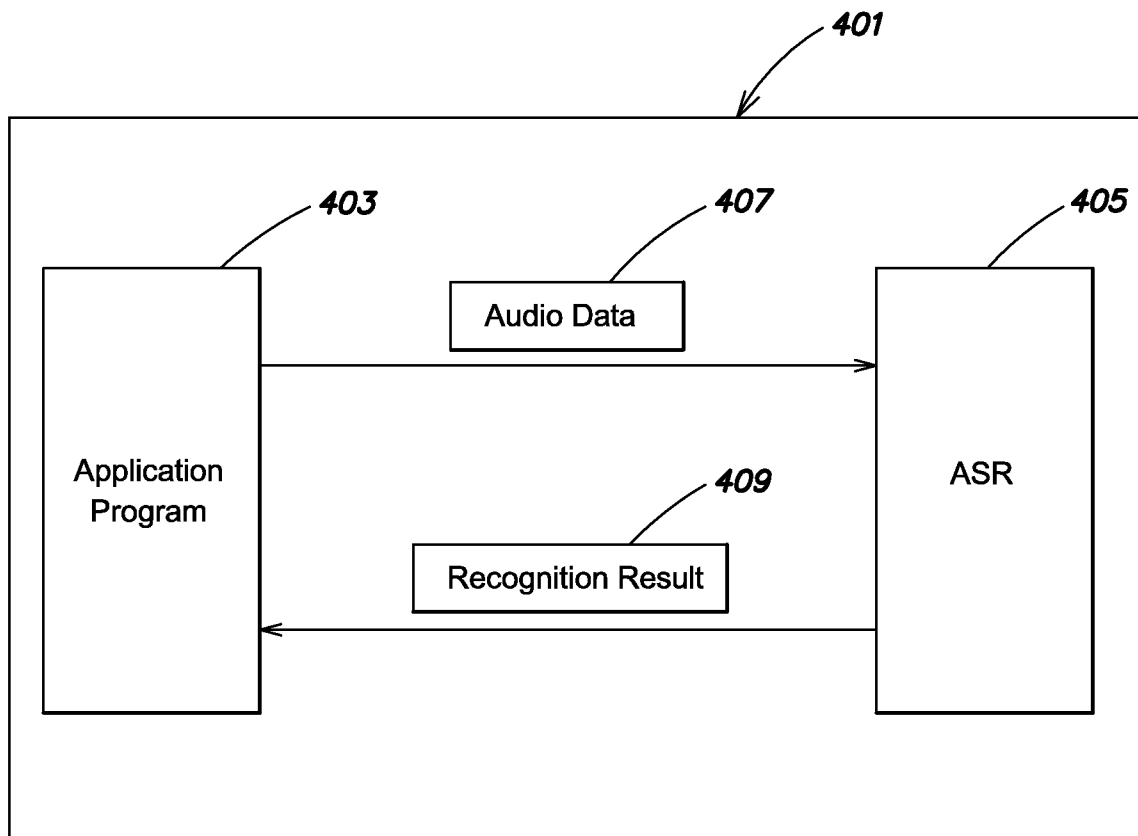 401
403
407
405
Audio Data
Application
Program
ASR
409
Recognition Result